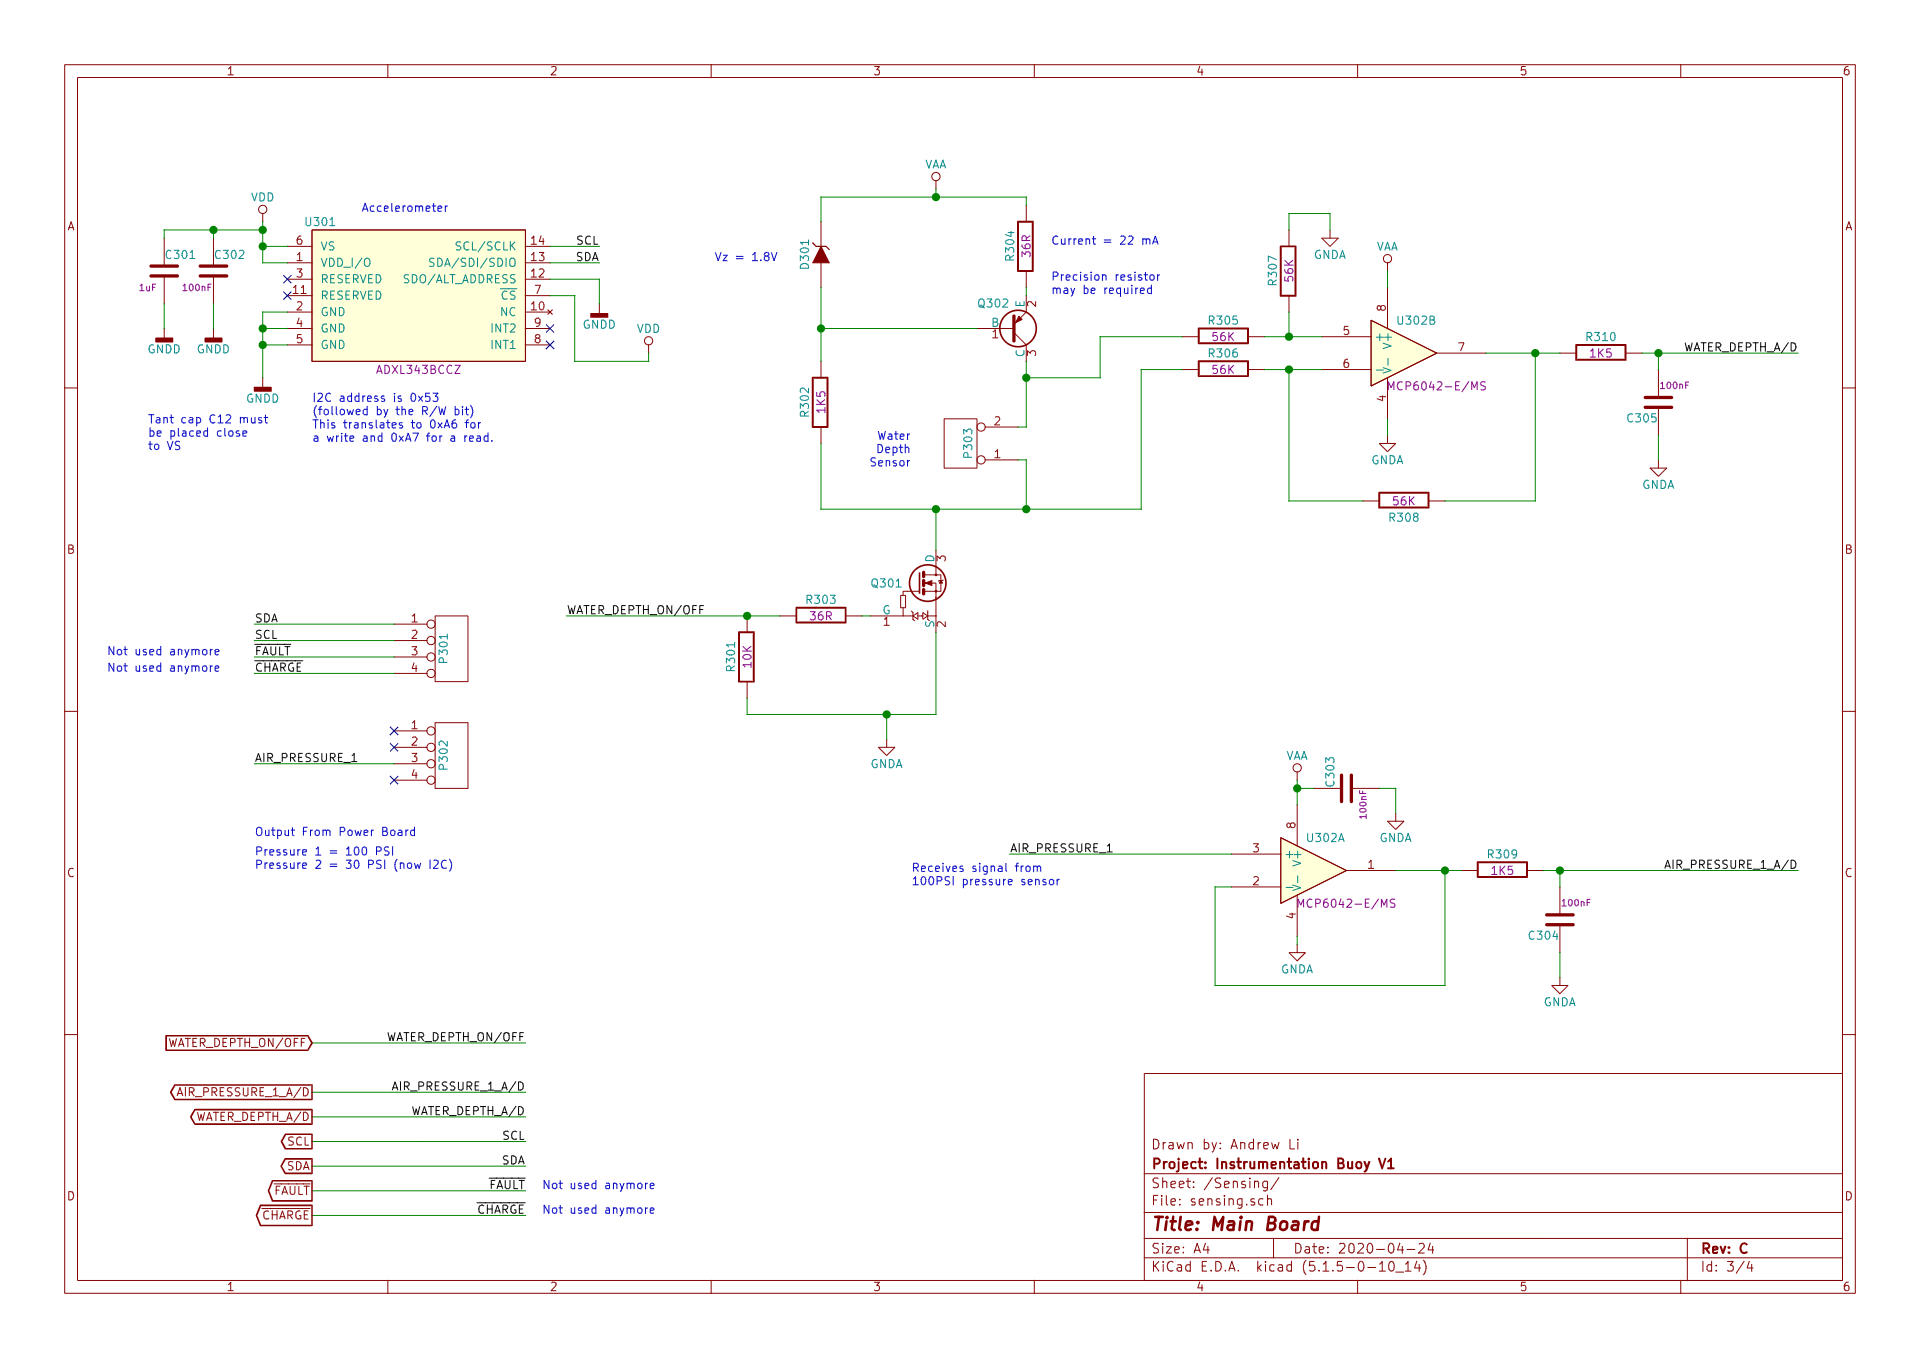 1 2 3 4 5 6
A
B
C
D
VDD
Accelerometer
U301
C301
1uF
C302
100nF
GNDD
GNDD
6 VS
1 VDD_I/O
3 RESERVED
11 RESERVED
2 GND
4 GND
5 GND
SCL/SCLK 14 SCL
SDA/SDI/SDIO 13 SDA
SDO/ALT_ADDRESS 12
CS 7
NC 10
INT2 9
INT1 8
ADXL343BCCZ
GNDD
VDD
GNDD
Tant cap C12 must
be placed close
to VS
I2C address is 0x53
(followed by the R/W bit)
This translates to 0xA6 for
a write and 0xA7 for a read.
VAA
Vz = 1.8V
D301
R304
36R
Current = 22 mA
Precision resistor
may be required
Q302
E
2
B
1
C
3
R302
1K5
Water
Depth
Sensor
P303
2
1
R305
56K
R306
56K
R307
56K
GNDA
VAA
8
U302B
5
6
7
+
V+
-
V-
MCP6042-E/MS
4
GNDA
R308
56K
R310
1K5
WATER_DEPTH_A/D
100nF
C305
GNDA
WATER_DEPTH_ON/OFF
R303
36R
R301
10K
Q301
D
3
G
1
S
2
GNDA
SDA 1
SCL 2
Not used anymore FAULT 3
Not used anymore CHARGE 4
P301
1
2
AIR_PRESSURE_1 3
4
P302
Output From Power Board
Pressure 1 = 100 PSI
Pressure 2 = 30 PSI (now I2C)
VAA
C303
100nF
GNDA
8
U302A
AIR_PRESSURE_1
Receives signal from
100PSI pressure sensor
3
2
1
+
V+
-
V-
MCP6042-E/MS
4
GNDA
R309
1K5
AIR_PRESSURE_1_A/D
100nF
C304
GNDA
WATER_DEPTH_ON/OFF WATER_DEPTH_ON/OFF
AIR_PRESSURE_1_A/D AIR_PRESSURE_1_A/D
WATER_DEPTH_A/D WATER_DEPTH_A/D
SCL SCL
SDA SDA
FAULT FAULT Not used anymore
CHARGE CHARGE Not used anymore
Drawn by: Andrew Li
Project: Instrumentation Buoy V1
Sheet: /Sensing/
File: sensing.sch
Title: Main Board
Size: A4 Date: 2020-04-24 Rev: C
KiCad E.D.A. kicad (5.1.5-0-10_14) Id: 3/4
A
B
C
D
1 2 3 4 5 6